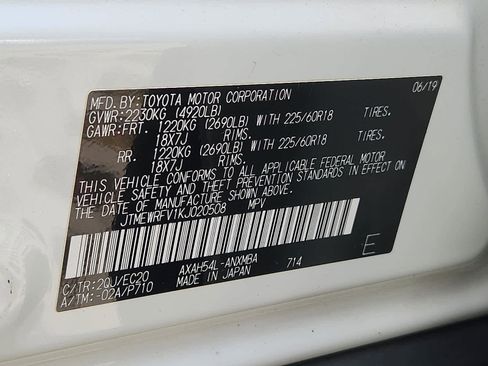 MFD.BY: TOYOTA MOTOR CORPORATION 06/19
GVWR:2230KG (4920LB)
GAWR:FRT. 1220KG (2690LB) WITH 225/60R18 TIRES.
18X7J RIMS.
RR. 1220KG (2690LB) WITH 225/60R18 TIRES.
18X7J RIMS.
THIS VEHICLE CONFORMS TO ALL APPLICABLE FEDERAL MOTOR
VEHICLE SAFETY AND THEFT PREVENTION STANDARDS IN EFFECT ON
THE DATE OF MANUFACTURE SHOWN ABOVE.
JTMEWRFV1KJ020508 MPV
E
C/TR:2QJ/EC20 AXAH54L-ANXMBA 714
A/TM:-02A/P710 MADE IN JAPAN